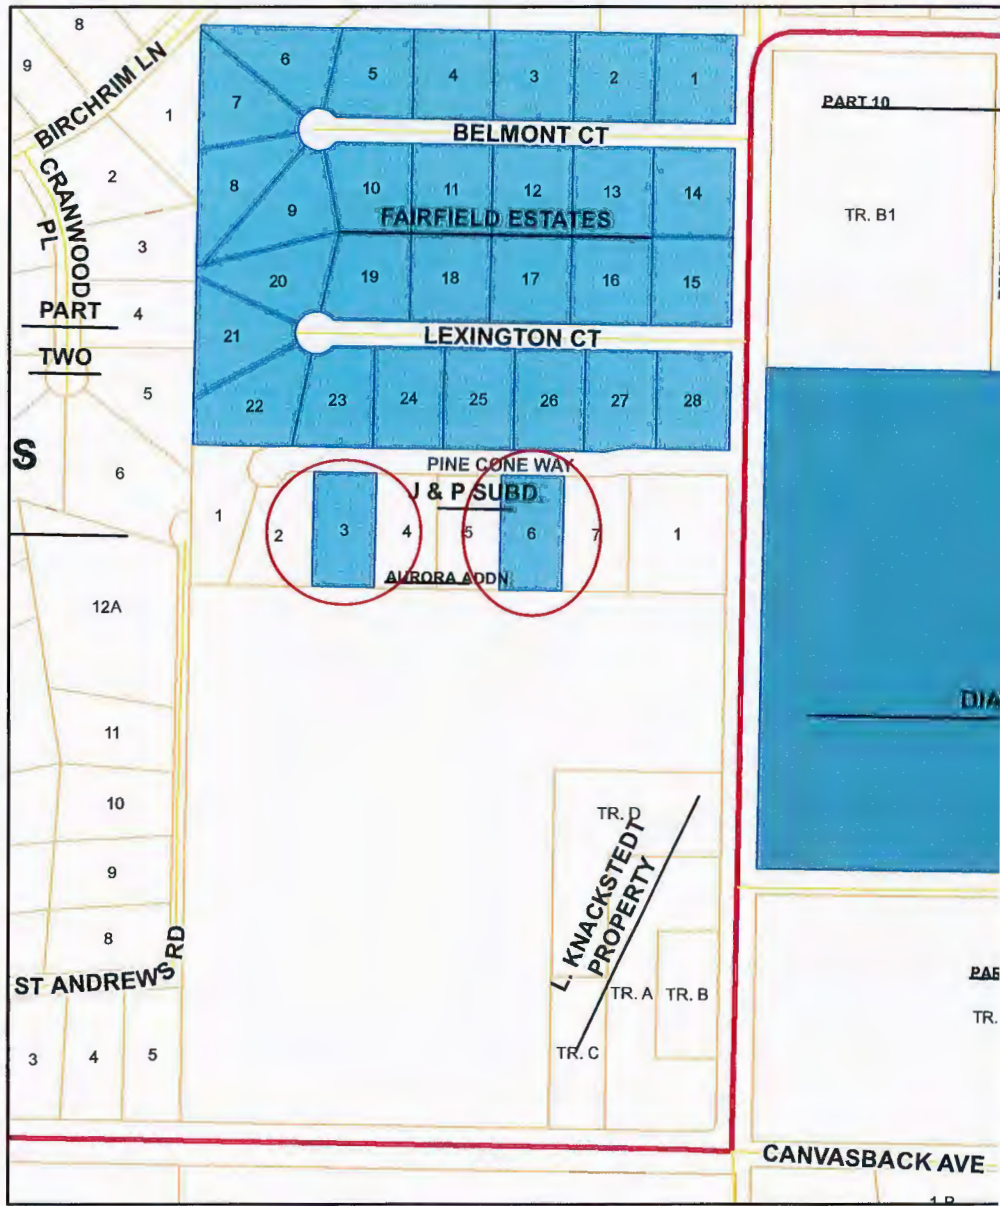 8
9
BIRCHRIM LN
1
2
CRANWOOD
PL
3
4
PART
TWO
5
S
6
6
5
4
3
2
1
7
BELMONT CT
8
9
10
11
12
13
14
FAIRFIELD ESTATES
20
19
18
17
16
15
21
LEXINGTON CT
22
23
24
25
26
27
28
PINE CONE WAY
J & P SUBD.
1
2
3
4
5
6
7
1
AURORA ADDN
PART 10
TR. B1
DIA
12A
11
10
9
8
ST ANDREWS RD
3
4
5
TR. D
L. KNACKSTEDT
PROPERTY
TR. A
TR. B
TR. C
TR.
CANVASBACK AVE